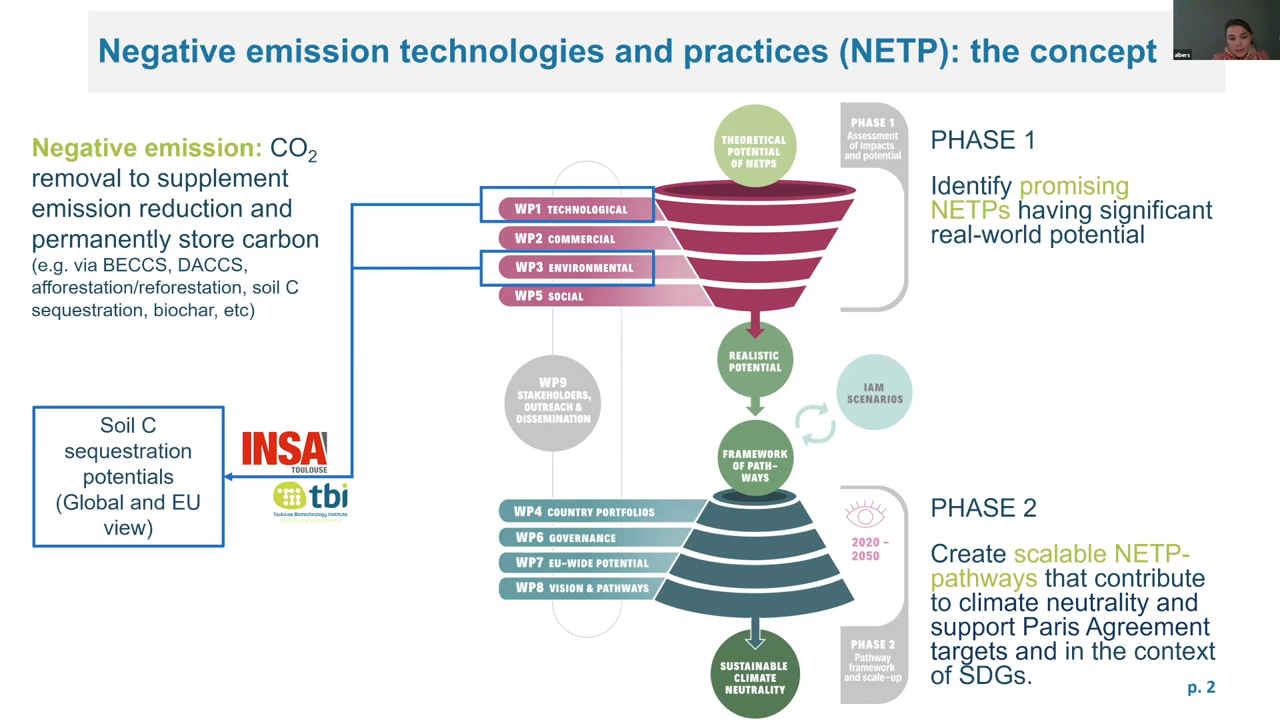 Negative emission technologies and practices (NETP): the concept
albers
Negative emission: CO2
removal to supplement
emission reduction and
permanently store carbon
(e.g. via BECCS, DACCS,
afforestation/reforestation, soil C
sequestration, biochar, etc)
Soil C
sequestration
potentials
(Global and EU
view)
INSA
TOULOUSE
tbi
Toulouse Biotechnology Institute
THEORETICAL
POTENTIAL
OF NETPS
WP1 TECHNOLOGICAL
WP2 COMMERCIAL
WP3 ENVIRONMENTAL
WP5 SOCIAL
PHASE 1
Assessment
of impacts
and potential
REALISTIC
POTENTIAL
WP9
STAKEHOLDERS,
OUTREACH &
DISSEMINATION
IAM
SCENARIOS
FRAMEWORK
OF PATH-
WAYS
WP4 COUNTRY PORTFOLIOS
WP6 GOVERNANCE
WP7 EU-WIDE POTENTIAL
WP8 VISION & PATHWAYS
2020 –
2050
PHASE 2
Pathway
framework
and scale-up
SUSTAINABLE
CLIMATE
NEUTRALITY
PHASE 1
Identify promising
NETPs having significant
real-world potential
PHASE 2
Create scalable NETP-
pathways that contribute
to climate neutrality and
support Paris Agreement
targets and in the context
of SDGs.
p. 2